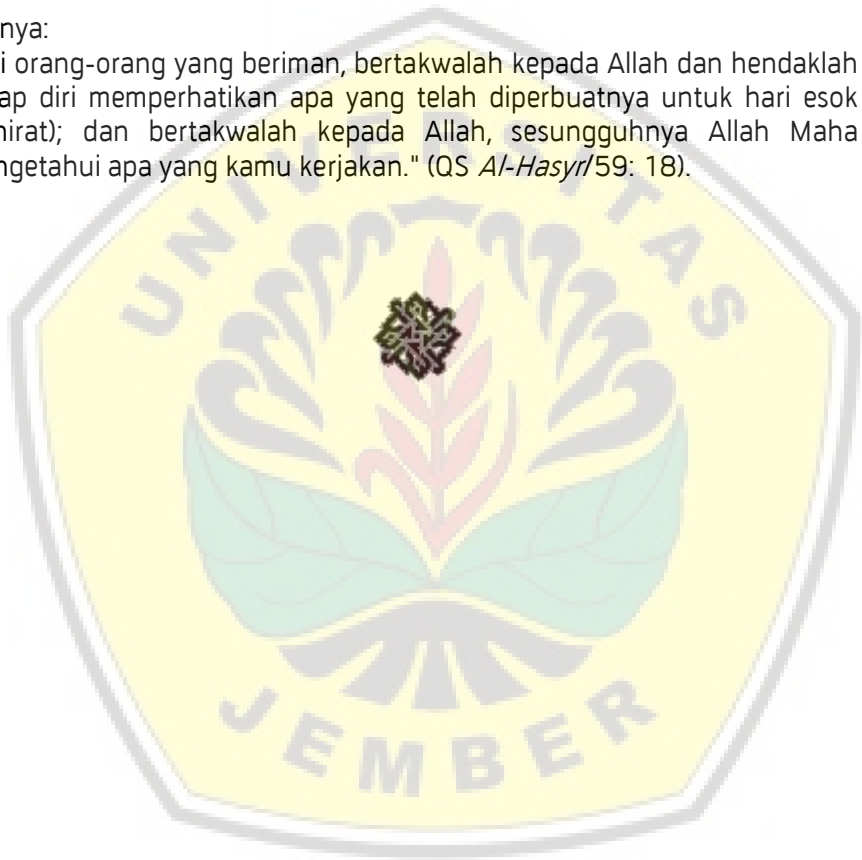 nya:
i orang-orang yang beriman, bertakwalah kepada Allah dan hendaklah
ap diri memperhatikan apa yang telah diperbuatnya untuk hari esok
hirat); dan bertakwalah kepada Allah, sesungguhnya Allah Maha
ngetahui apa yang kamu kerjakan." (QS Al-Hasyr/59: 18).
UNIVERSITAS
JEMBER